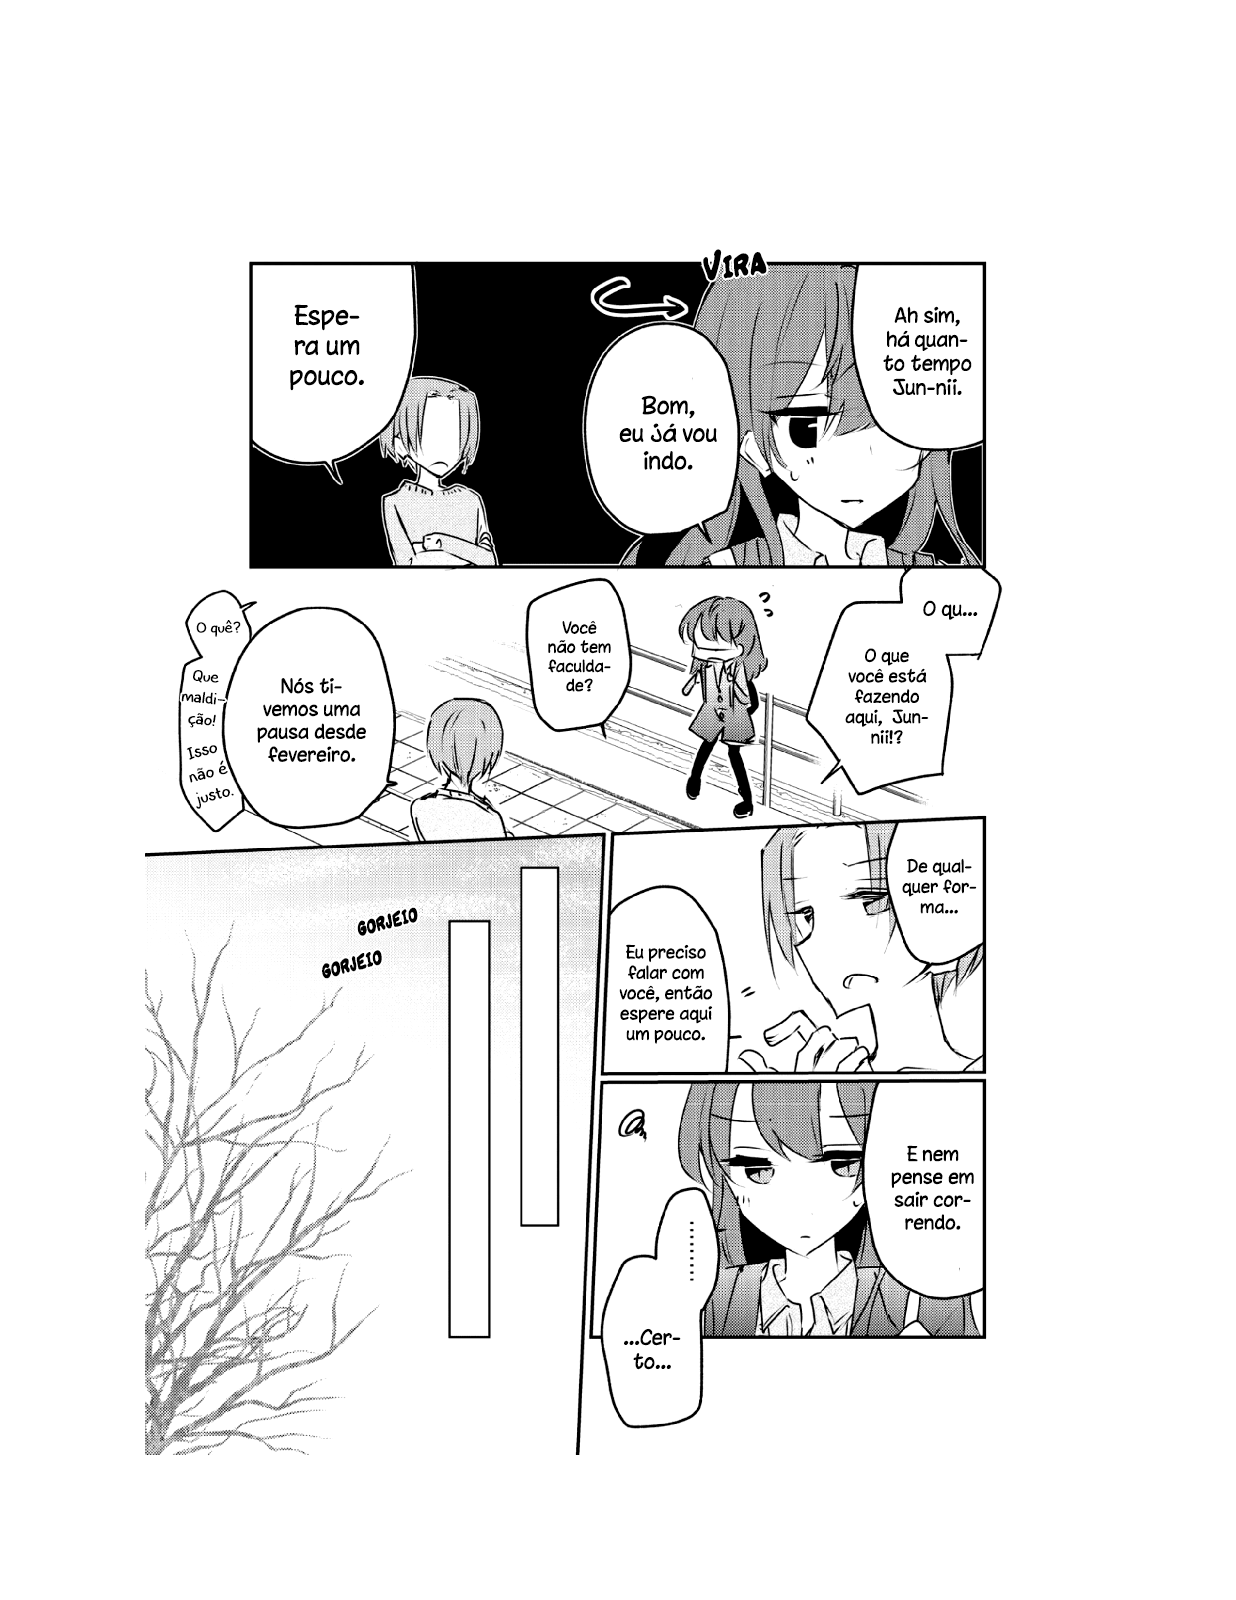 VIRA
Ah sim,
há quan-
to tempo
Jun-nii.
Bom,
eu já vou
indo.
Espe-
ra um
pouco.
O qu...
O que
você está
fazendo
aqui, Jun-
nii!?
Você
não tem
faculda-
de?
Nós ti-
vemos uma
pausa desde
fevereiro.
O quê?
Que
maldi-
ção!
Isso
não é
justo.
De qual-
quer for-
ma...
Eu preciso
falar com
você, então
espere aqui
um pouco.
E nem
pense em
sair cor-
rendo.
.........
...Cer-
to...
GORJEIO
GORJEIO